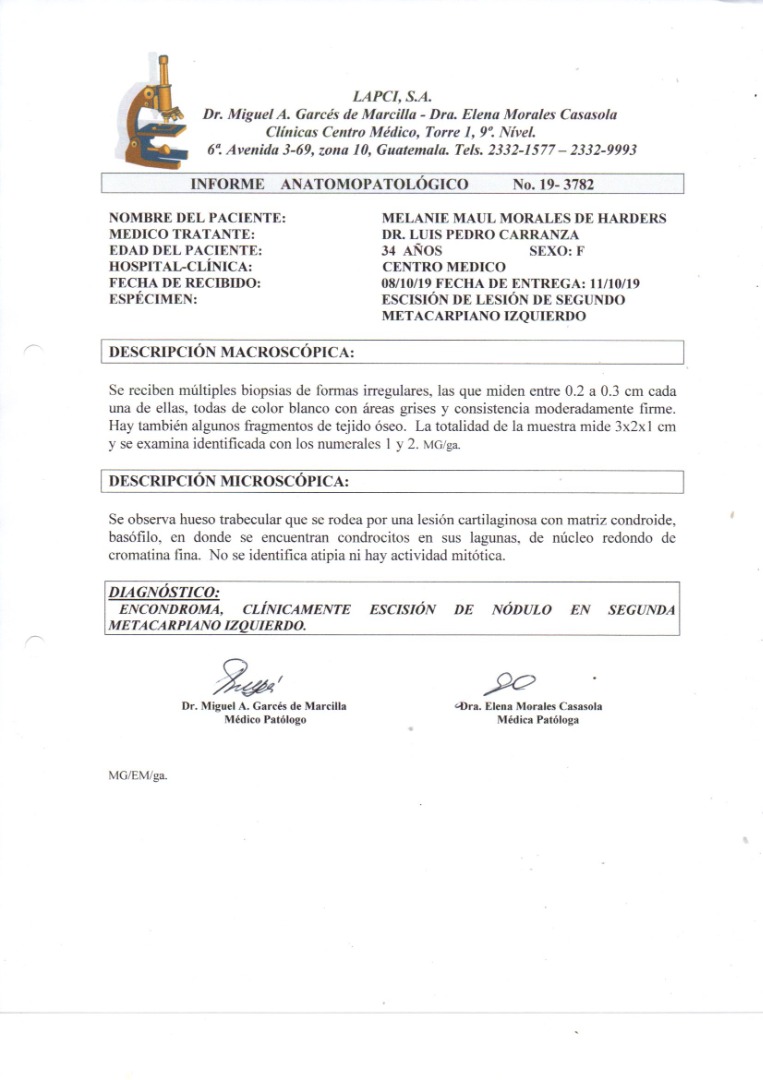 LAPCI, S.A.
Dr. Miguel A. Garcés de Marcilla - Dra. Elena Morales Casasola
Clínicas Centro Médico, Torre 1, 9ª. Nível.
6ª. Avenida 3-69, zona 10, Guatemala. Tels. 2332-1577 – 2332-9993
INFORME ANATOMOPATOLÓGICO No. 19- 3782
NOMBRE DEL PACIENTE: MELANIE MAUL MORALES DE HARDERS
MEDICO TRATANTE: DR. LUIS PEDRO CARRANZA
EDAD DEL PACIENTE: 34 AÑOS SEXO: F
HOSPITAL-CLÍNICA: CENTRO MEDICO
FECHA DE RECIBIDO: 08/10/19 FECHA DE ENTREGA: 11/10/19
ESPÉCIMEN: ESCISIÓN DE LESIÓN DE SEGUNDO
METACARPIANO IZQUIERDO
DESCRIPCIÓN MACROSCÓPICA:
Se reciben múltiples biopsias de formas irregulares, las que miden entre 0.2 a 0.3 cm cada
una de ellas, todas de color blanco con áreas grises y consistencia moderadamente firme.
Hay también algunos fragmentos de tejido óseo. La totalidad de la muestra mide 3x2x1 cm
y se examina identificada con los numerales 1 y 2. MG/ga.
DESCRIPCIÓN MICROSCÓPICA:
Se observa hueso trabecular que se rodea por una lesión cartilaginosa con matriz condroide,
basófilo, en donde se encuentran condrocitos en sus lagunas, de núcleo redondo de
cromatina fina. No se identifica atipia ni hay actividad mitótica.
DIAGNÓSTICO:
ENCONDROMA, CLÍNICAMENTE ESCISIÓN DE NÓDULO EN SEGUNDA
METACARPIANO IZQUIERDO.
Dr. Miguel A. Garcés de Marcilla Dra. Elena Morales Casasola
Médico Patólogo Médica Patóloga
MG/EM/ga.